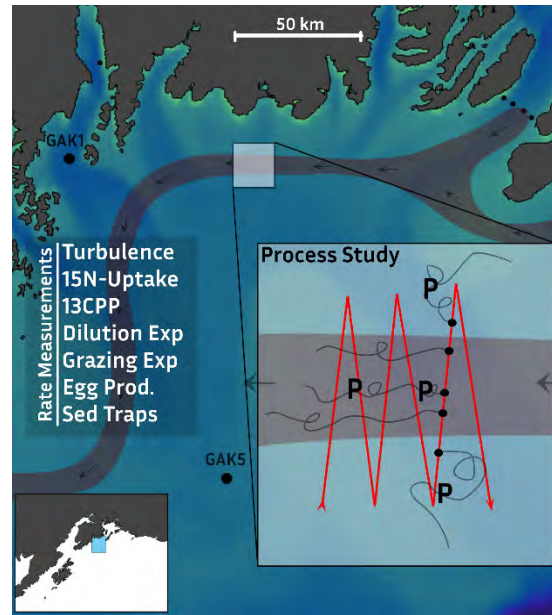 50 km
GAK1
Rate Measurements
Turbulence
15N-Uptake
13CPP
Dilution Exp
Grazing Exp
Egg Prod.
Sed Traps
Process Study
P
P
P
P
GAK5